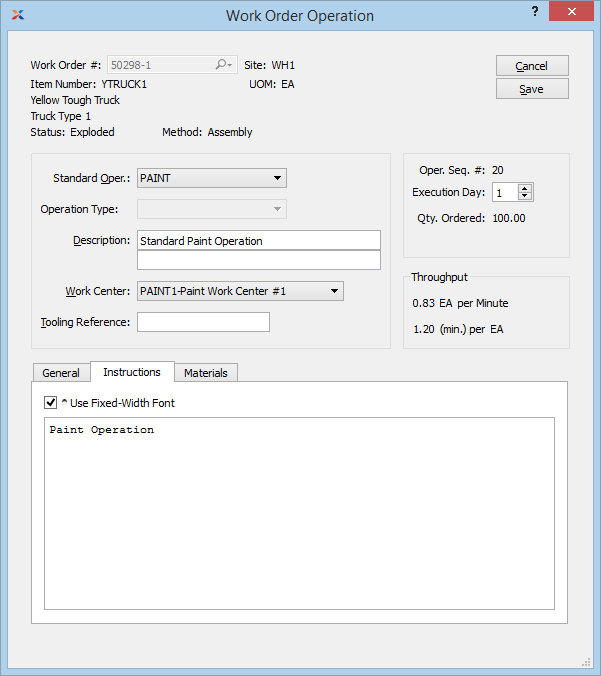 Work Order Operation
?
Work Order #: 50298-1 Site: WH1
Cancel
Item Number: YTRUCK1 UOM: EA
Save
Yellow Tough Truck
Truck Type 1
Status: Exploded Method: Assembly
Standard Oper.: PAINT
Oper. Seq. #: 20
Execution Day: 1
Operation Type:
Qty. Ordered: 100.00
Description: Standard Paint Operation
Work Center: PAINT1-Paint Work Center #1
Tooling Reference:
Throughput
0.83 EA per Minute
1.20 (min.) per EA
General Instructions Materials
* Use Fixed-Width Font
Paint Operation